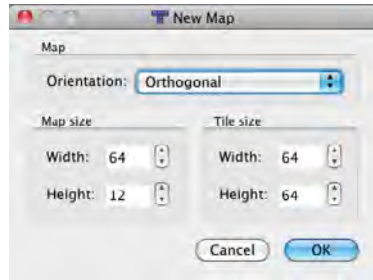 New Map
Map
Orientation: Orthogonal
Map size
Tile size
Width: 64
Width: 64
Height: 12
Height: 64
Cancel
OK